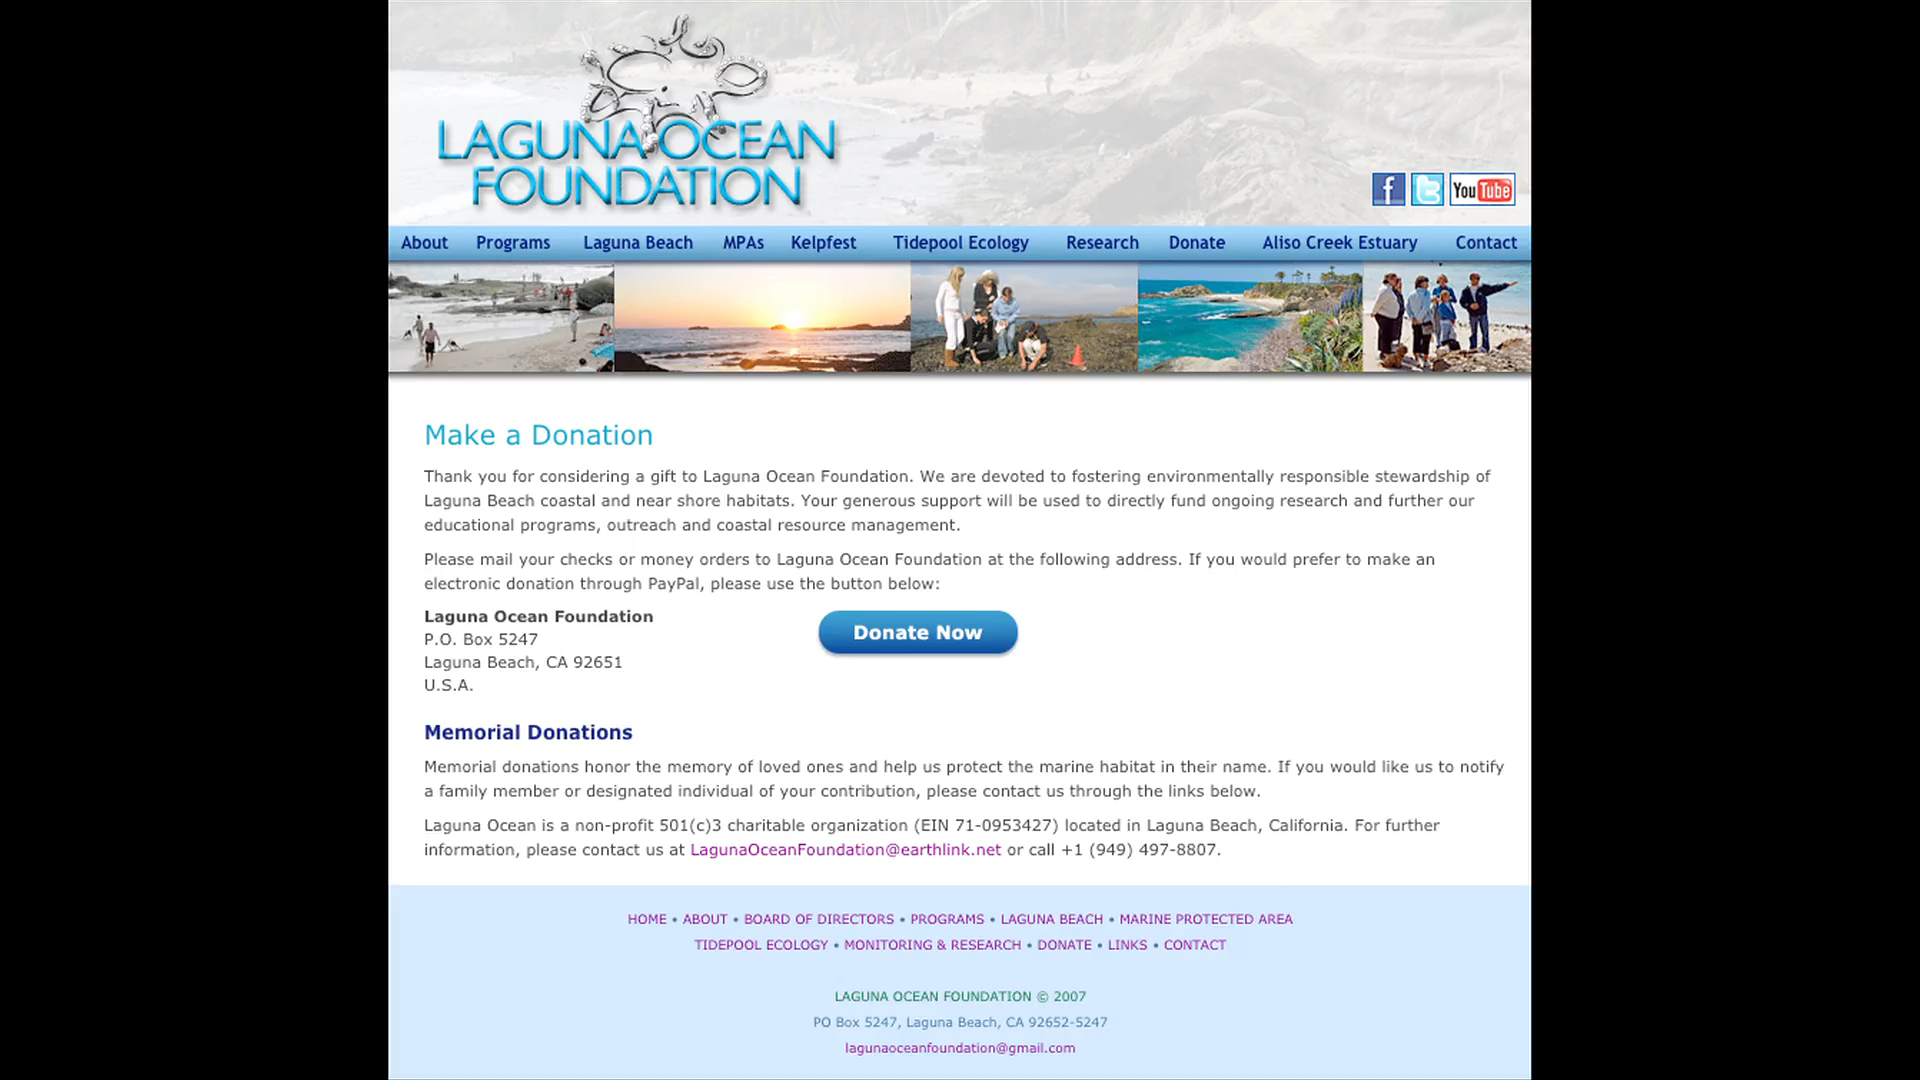 LAGUNA OCEAN
FOUNDATION
f t You Tube
About Programs Laguna Beach MPAs Kelpfest Tidepool Ecology Research Donate Aliso Creek Estuary Contact
Make a Donation
Thank you for considering a gift to Laguna Ocean Foundation. We are devoted to fostering environmentally responsible stewardship of
Laguna Beach coastal and near shore habitats. Your generous support will be used to directly fund ongoing research and further our
educational programs, outreach and coastal resource management.
Please mail your checks or money orders to Laguna Ocean Foundation at the following address. If you would prefer to make an
electronic donation through PayPal, please use the button below:
Laguna Ocean Foundation
P.O. Box 5247
Laguna Beach, CA 92651
U.S.A.
Donate Now
Memorial Donations
Memorial donations honor the memory of loved ones and help us protect the marine habitat in their name. If you would like us to notify
a family member or designated individual of your contribution, please contact us through the links below.
Laguna Ocean is a non-profit 501(c)3 charitable organization (EIN 71-0953427) located in Laguna Beach, California. For further
information, please contact us at LagunaOceanFoundation@earthlink.net or call +1 (949) 497-8807.
HOME • ABOUT • BOARD OF DIRECTORS • PROGRAMS • LAGUNA BEACH • MARINE PROTECTED AREA
TIDEPOOL ECOLOGY • MONITORING & RESEARCH • DONATE • LINKS • CONTACT
LAGUNA OCEAN FOUNDATION © 2007
PO Box 5247, Laguna Beach, CA 92652-5247
lagunaoceanfoundation@gmail.com